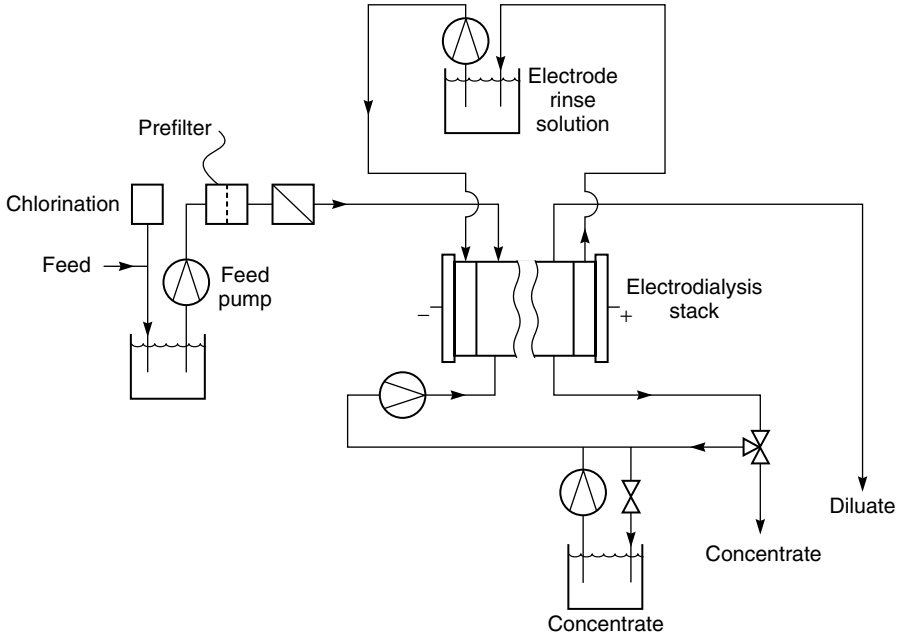 Electrode
rinse
solution
Prefilter
Chlorination
Feed
Feed
pump
Electrodialysis
stack
−
+
Diluate
Concentrate
Concentrate